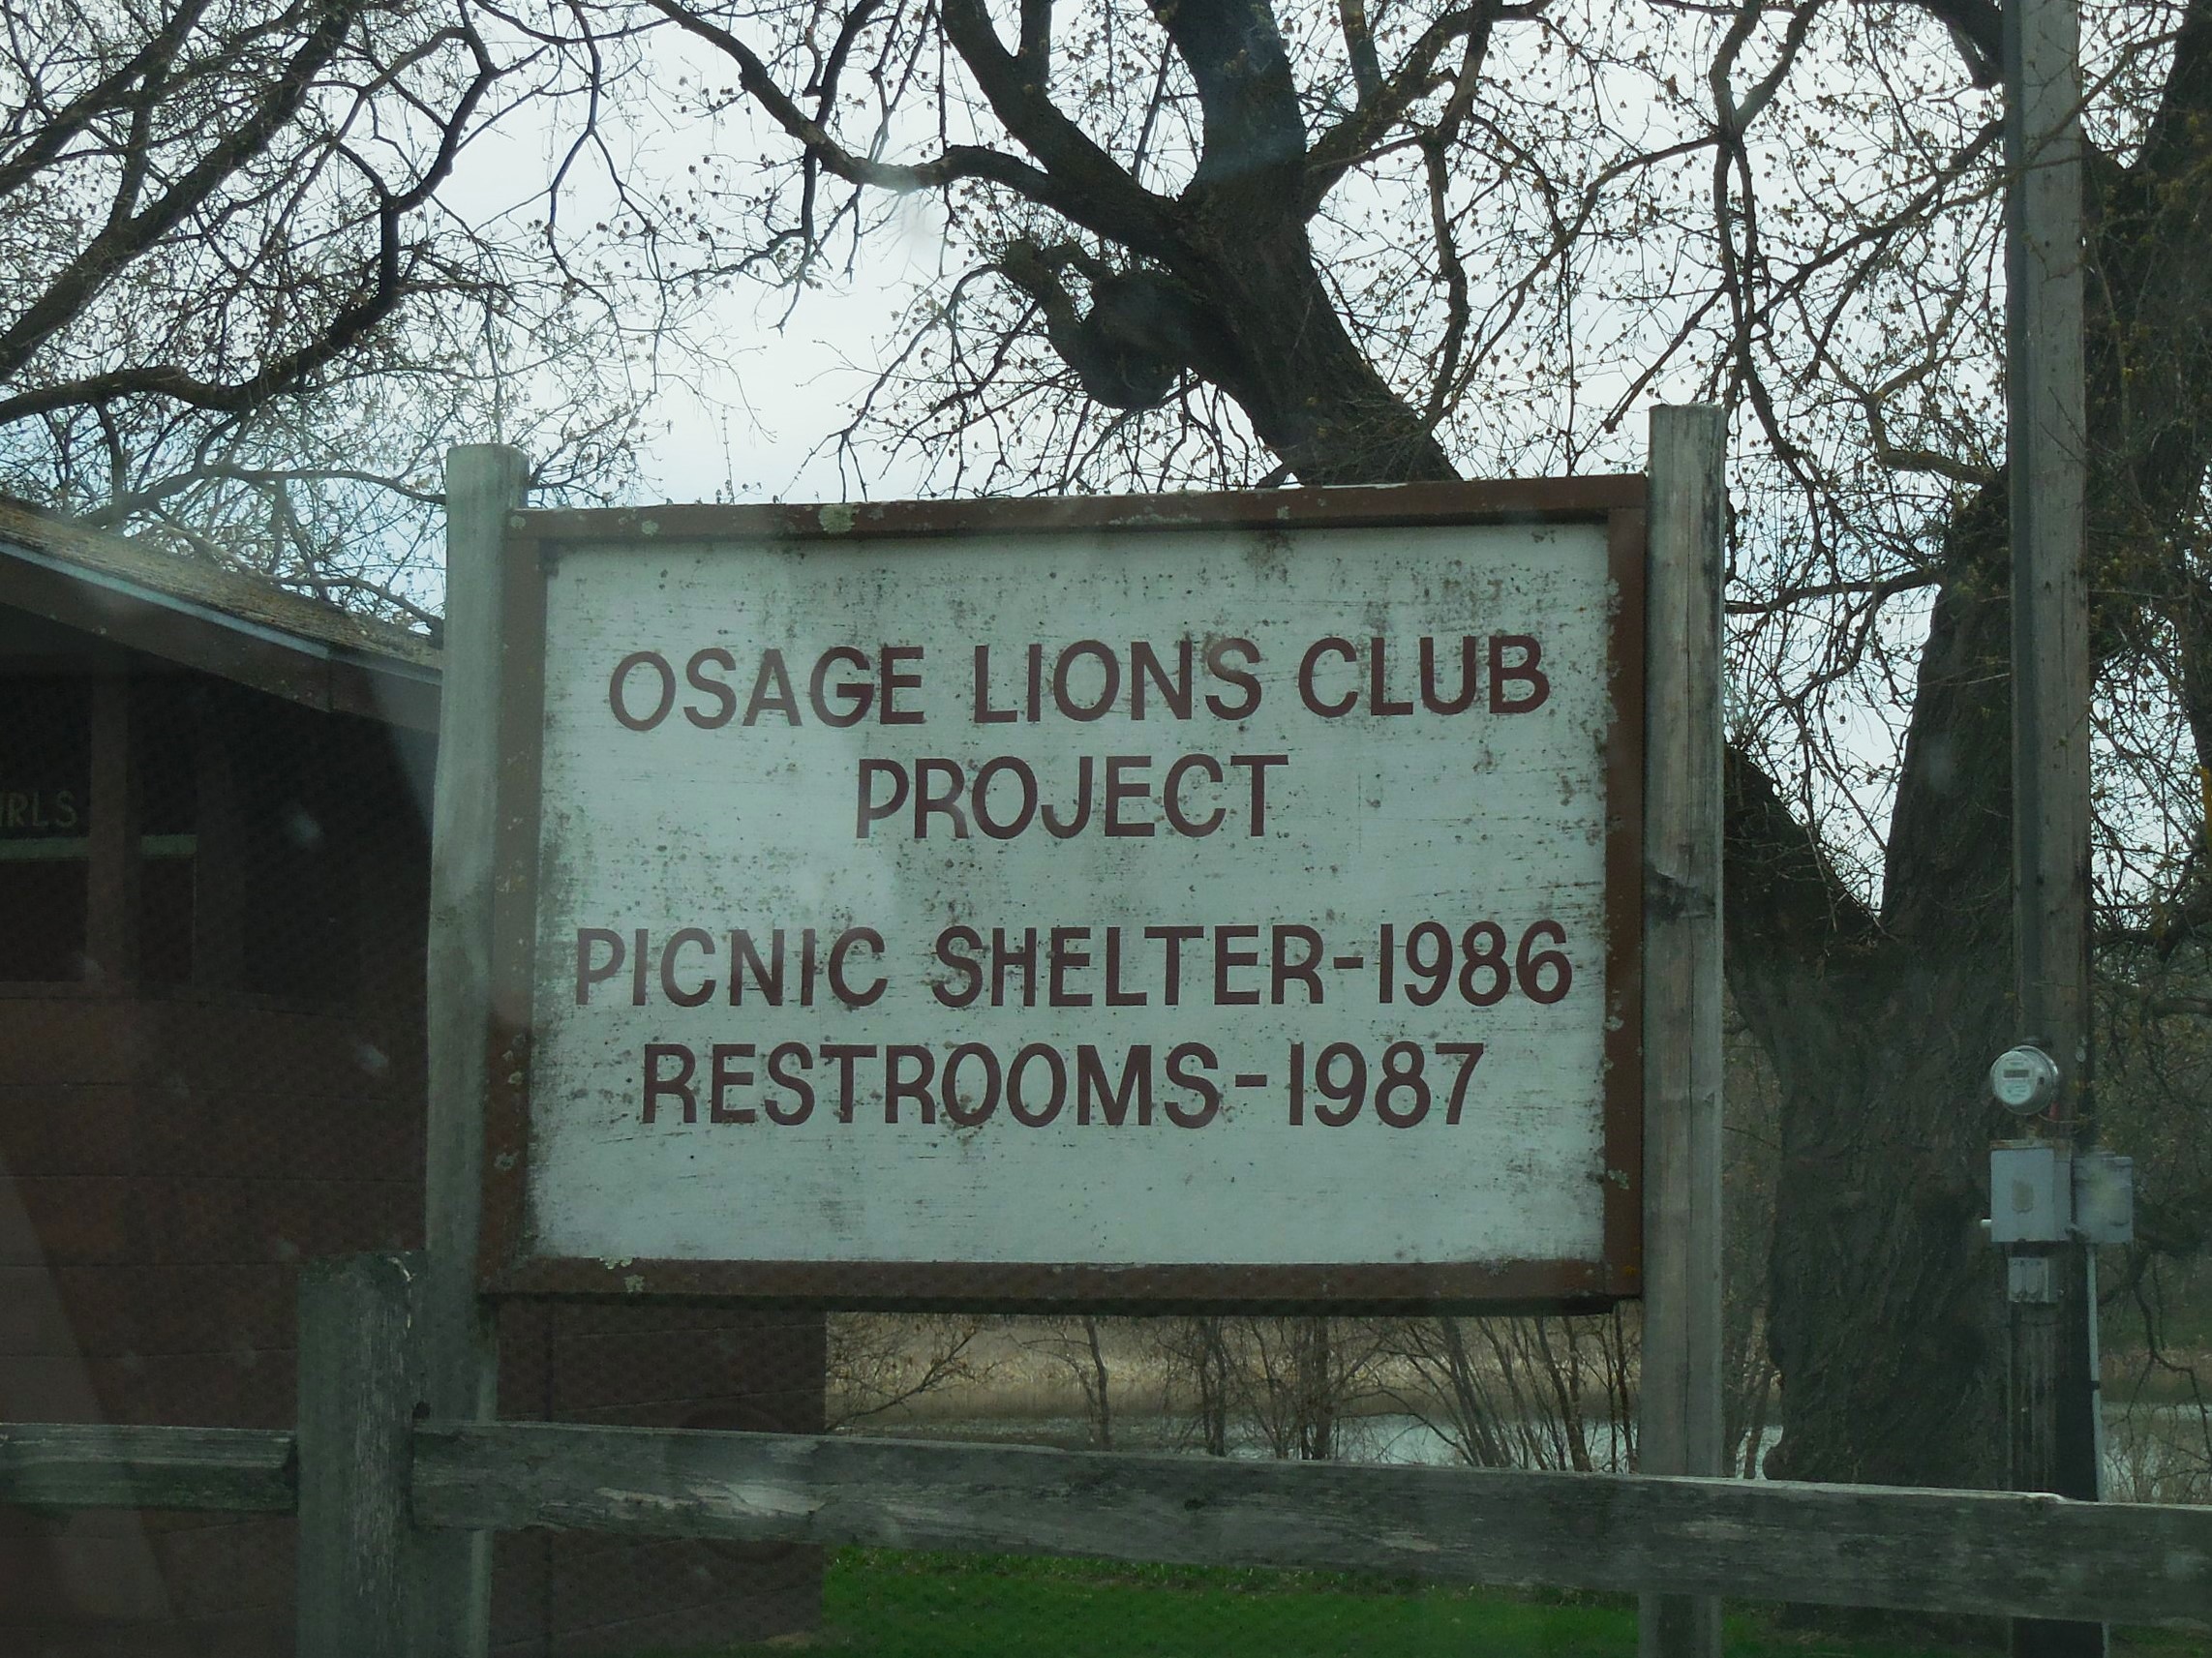 OSAGE LIONS CLUB
PROJECT
PICNIC SHELTER-1986
RESTROOMS-1987